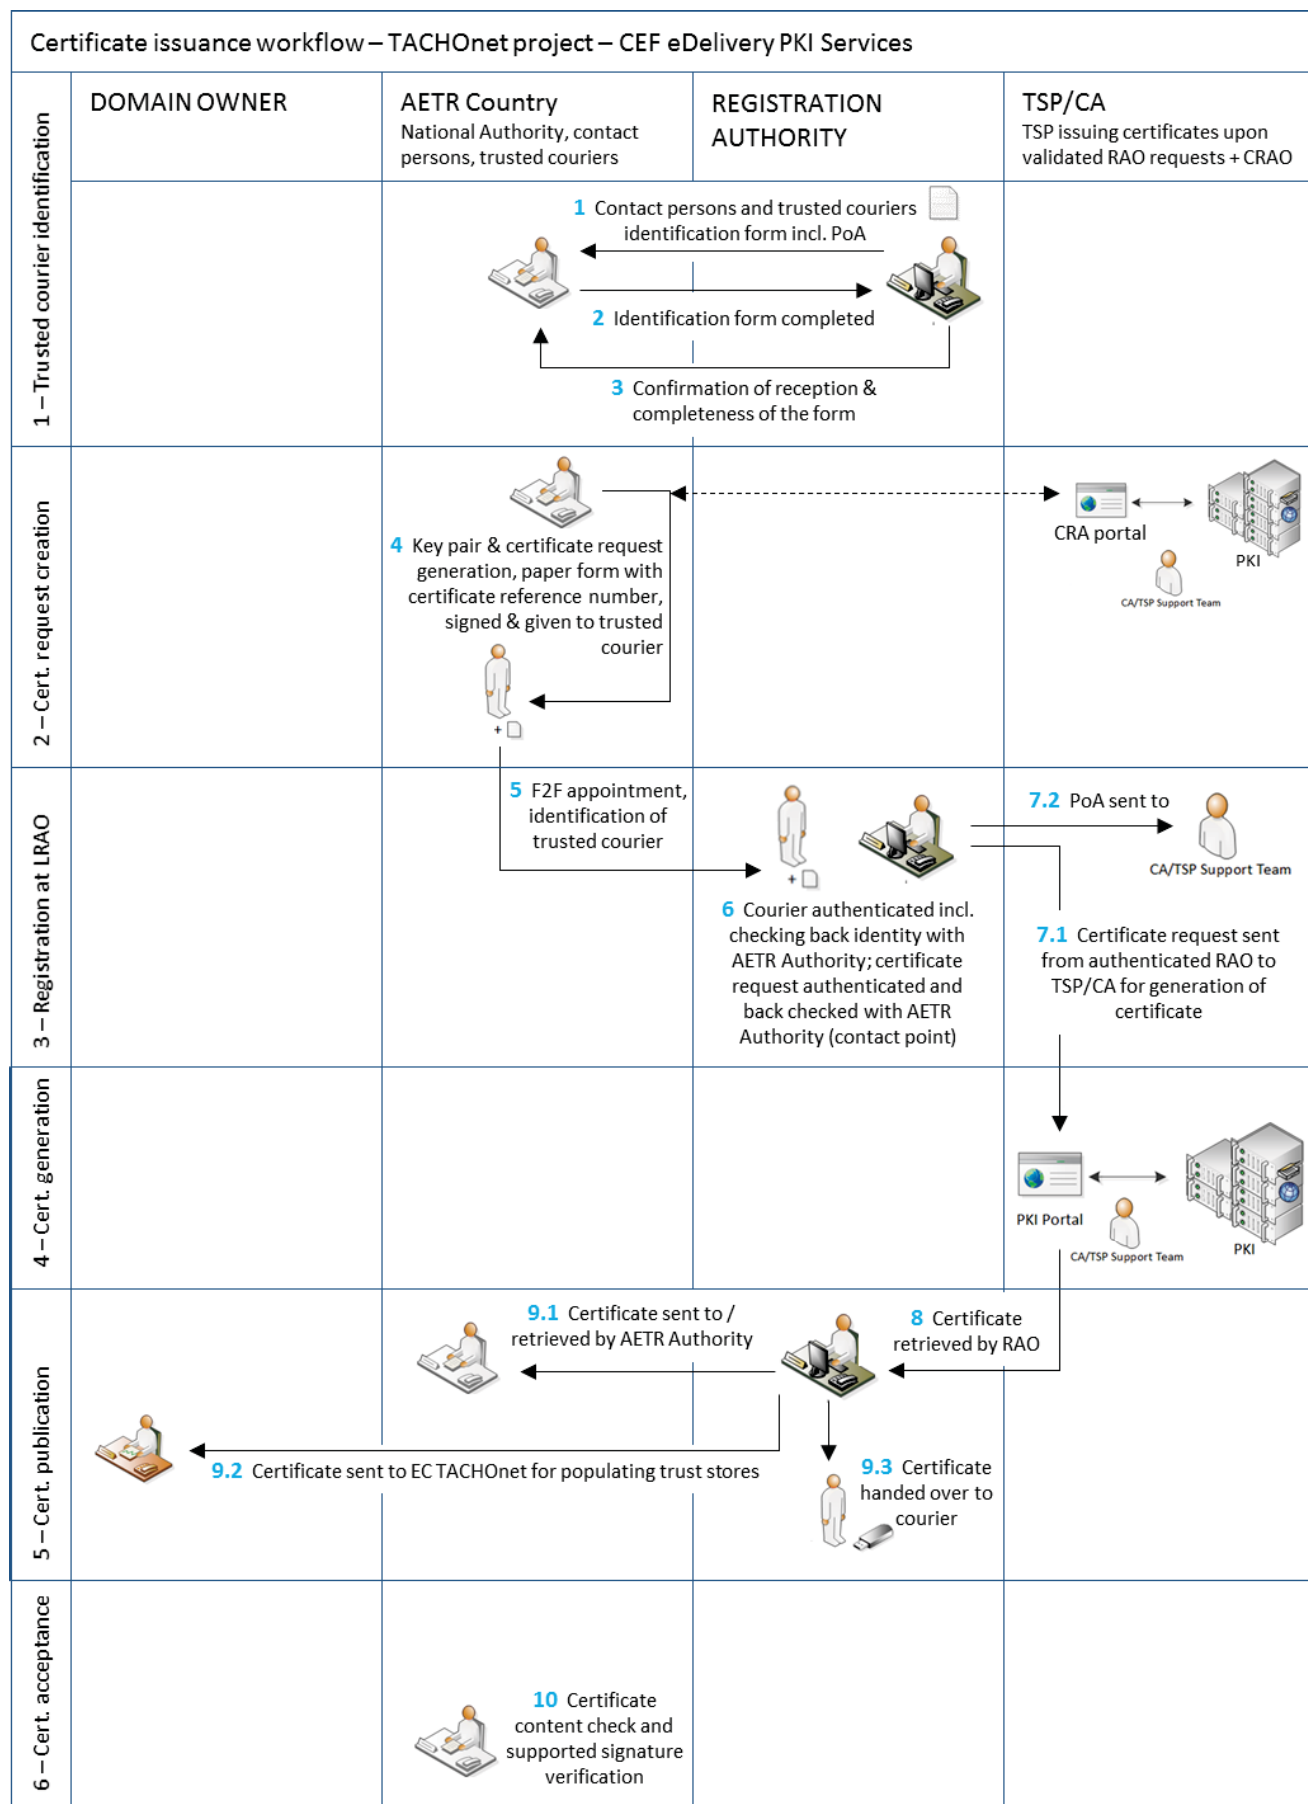 Certificate issuance workflow – TACHOnet project – CEF eDelivery PKI Services
DOMAIN OWNER
AETR Country
National Authority, contact
persons, trusted couriers
REGISTRATION
AUTHORITY
TSP/CA
TSP issuing certificates upon
validated RAO requests + CRAO
1 – Trusted courier identification
1 Contact persons and trusted couriers
identification form incl. PoA
2 Identification form completed
3 Confirmation of reception &
completeness of the form
2 – Cert. request creation
4 Key pair & certificate request
generation, paper form with
certificate reference number,
signed & given to trusted
courier
+
CRA portal
PKI
CA/TSP Support Team
3 – Registration at LRAO
5 F2F appointment,
identification of
trusted courier
+
6 Courier authenticated incl.
checking back identity with
AETR Authority; certificate
request authenticated and
back checked with AETR
Authority (contact point)
7.2 PoA sent to
CA/TSP Support Team
7.1 Certificate request sent
from authenticated RAO to
TSP/CA for generation of
certificate
4 – Cert. generation
PKI Portal
CA/TSP Support Team
PKI
5 – Cert. publication
9.1 Certificate sent to /
retrieved by AETR Authority
8 Certificate
retrieved by RAO
9.2 Certificate sent to EC TACHOnet for populating trust stores
9.3 Certificate
handed over to
courier
6 – Cert. acceptance
10 Certificate
content check and
supported signature
verification